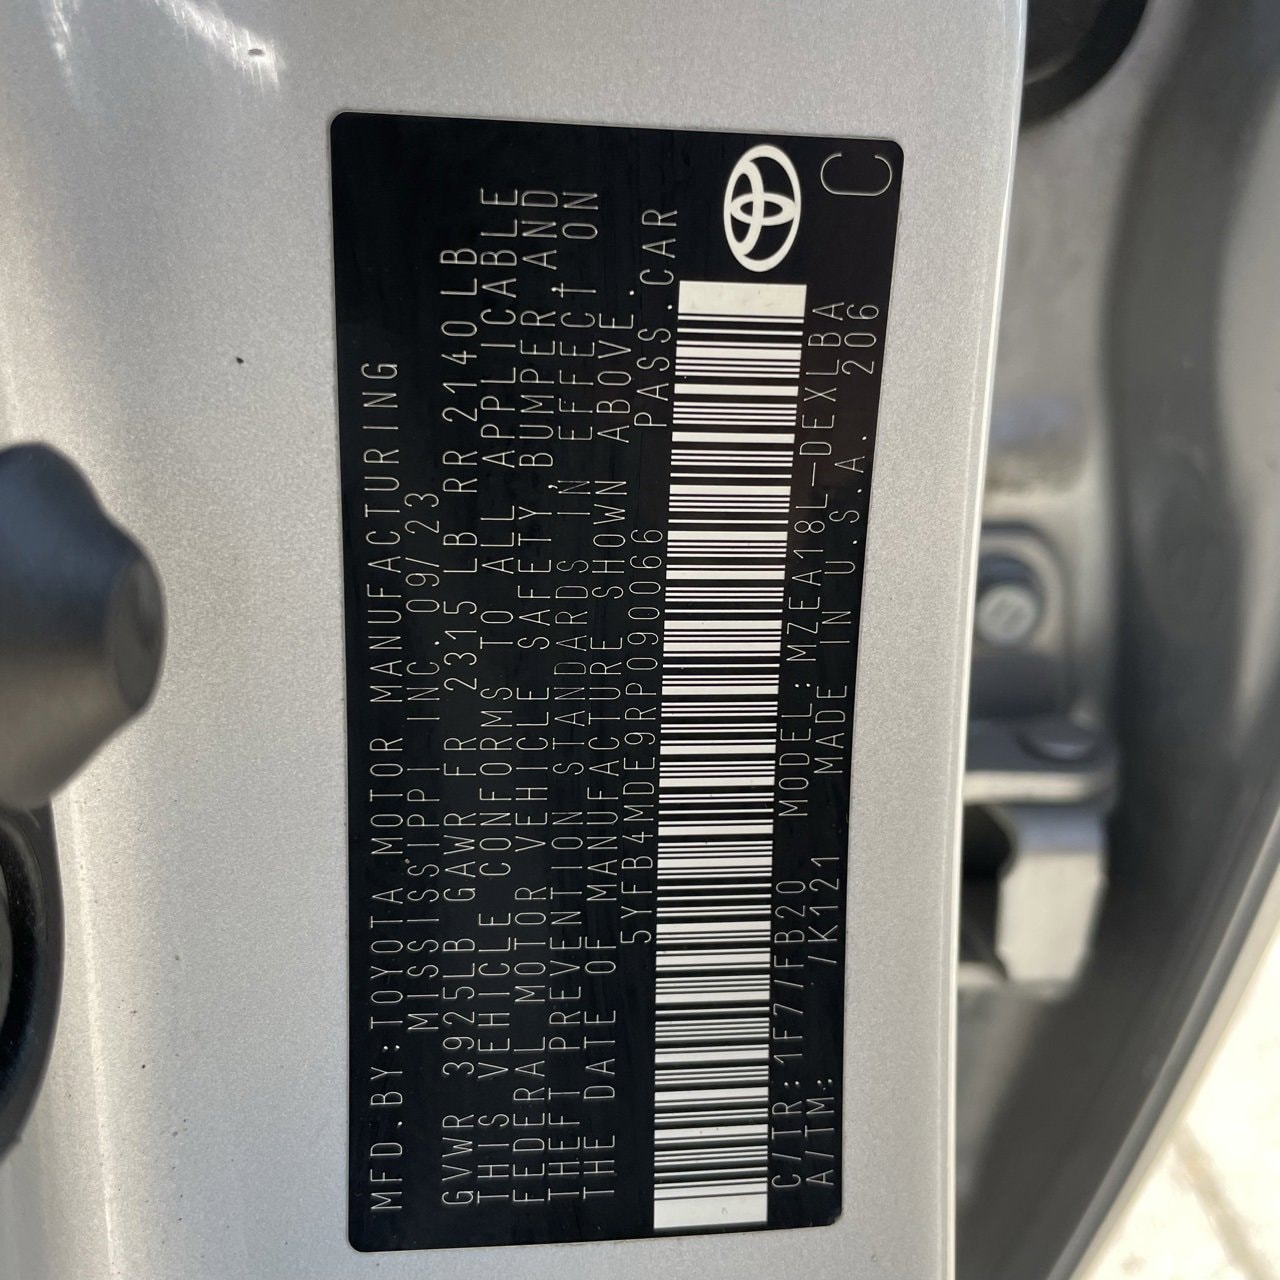 MFD.BY:TOYOTA MOTOR MANUFACTURING
MISSISSIPPI INC. 09/23
GVWR 3925LB GAWR FR 2315 LB RR 2140LB
THIS VEHICLE CONFORMS TO ALL APPLICABLE
FEDERAL MOTOR VEHICLE SAFETY BUMPER, AND
THEFT PREVENTION STANDARDS IN EFFECT ON
THE DATE OF MANUFACTURE SHOWN ABOVE.
5YFB4MDE9RP090066 PASS.CAR
C/TR: 1F7/FB20 MODEL: MZEA18L-DEXLBA
A/TM: /K121 MADE IN U.S.A. 206
C